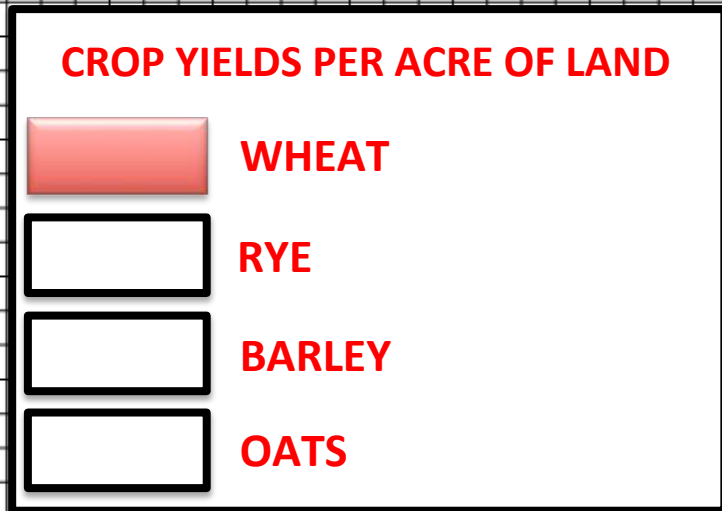 CROP YIELDS PER ACRE OF LAND
WHEAT
RYE
BARLEY
OATS